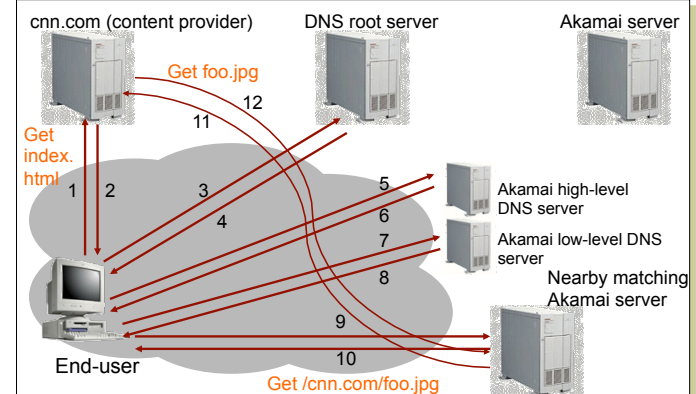 cnn.com (content provider)
DNS root server
Akamai server
Get foo.jpg
12
11
Get
index.
html
1
2
3
4
5
6
7
8
Akamai high-level
DNS server
Akamai low-level DNS
server
Nearby matching
Akamai server
9
10
End-user
Get /cnn.com/foo.jpg